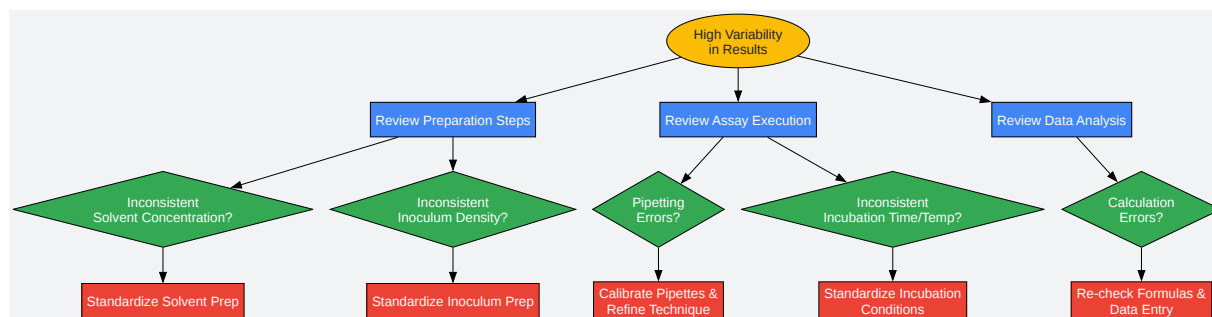 High Variability
in Results
Review Preparation Steps
Review Assay Execution
Review Data Analysis
Inconsistent
Solvent Concentration?
Inconsistent
Inoculum Density?
Pipetting
Errors?
Inconsistent
Incubation Time/Temp?
Calculation
Errors?
Standardize Solvent Prep
Standardize Inoculum Prep
Calibrate Pipettes &
Refine Technique
Standardize Incubation
Conditions
Re-check Formulas &
Data Entry